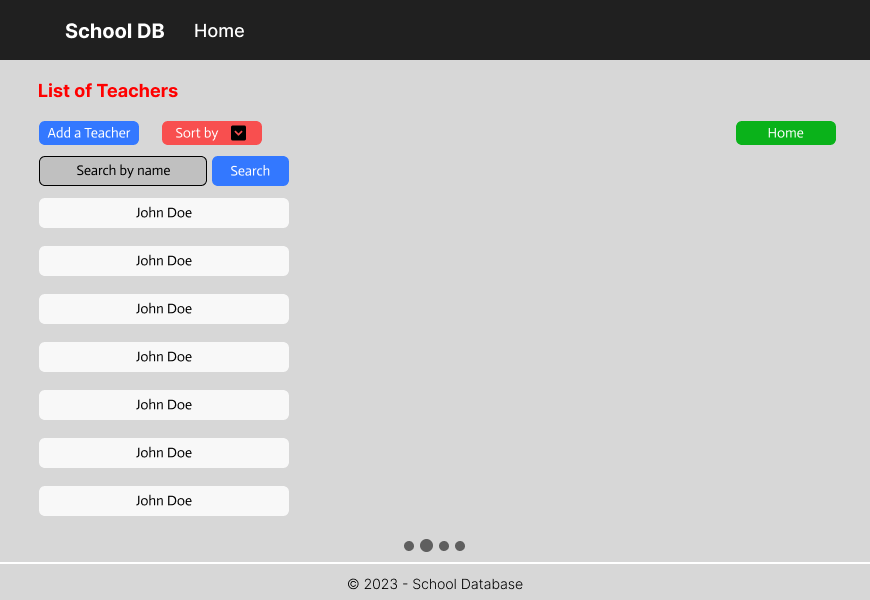 School DB Home
List of Teachers
Add a Teacher Sort by Home
Search by name Search
John Doe
John Doe
John Doe
John Doe
John Doe
John Doe
John Doe
© 2023 - School Database